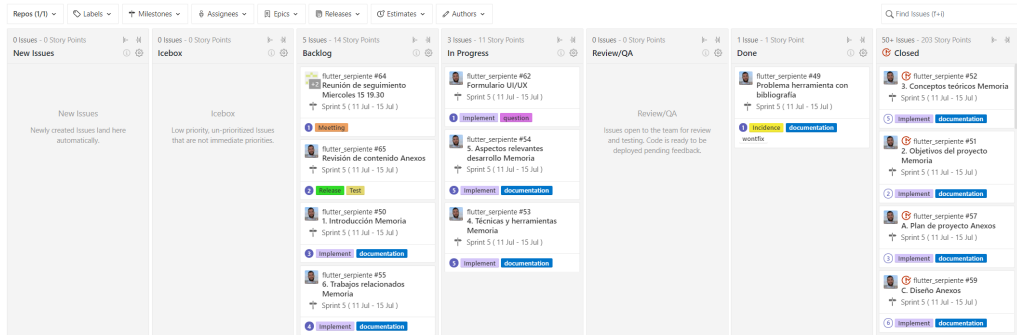 Repos (1/1)
Labels
Milestones
Assignees
Epics
Releases
Estimates
Authors
Find Issues (f+i)
0 Issues - 0 Story Points
New Issues
New Issues
Newly created Issues land here
automatically.
0 Issues - 0 Story Points
Icebox
Icebox
Low priority, un-prioritized issues
that are not immediate priorities.
5 Issues - 14 Story Points
Backlog
+2
flutter_serpiente #64
Reunión de seguimiento
Miercoles 15 19.30
Sprint 5 ( 11 Jul - 15 Jul )
1 Meetting
flutter_serpiente #65
Revisión de contenido Anexos
Sprint 5 ( 11 Jul - 15 Jul )
2 Release Test
flutter_serpiente #50
1. Introducción Memoria
Sprint 5 ( 11 Jul - 15 Jul )
3 Implement documentation
flutter_serpiente #55
6. Trabajos relacionados
Memoria
Sprint 5 ( 11 Jul - 15 Jul )
4 Implement documentation
3 Issues - 11 Story Points
In Progress
flutter_serpiente #62
Formulario UI/UX
Sprint 5 ( 11 Jul - 15 Jul )
1 Implement question
flutter_serpiente #54
5. Aspectos relevantes
desarrollo Memoria
Sprint 5 ( 11 Jul - 15 Jul )
5 Implement documentation
flutter_serpiente #53
4. Técnicas y herramientas
Memoria
Sprint 5 ( 11 Jul - 15 Jul )
5 Implement documentation
0 Issues - 0 Story Points
Review/QA
Review/QA
Issues open to the team for review
and testing. Code is ready to be
deployed pending feedback.
1 Issue - 1 Story Point
Done
flutter_serpiente #49
Problema herramienta con
bibliografía
Sprint 5 ( 11 Jul - 15 Jul )
1 Incidence documentation
wontfix
50+ Issues - 203 Story Points
Closed
flutter_serpiente #52
3. Conceptos teóricos Memoria
Sprint 5 ( 11 Jul - 15 Jul )
5 Implement documentation
flutter_serpiente #51
2. Objetivos del proyecto
Memoria
Sprint 5 ( 11 Jul - 15 Jul )
2 Implement documentation
flutter_serpiente #57
A. Plan de proyecto Anexos
Sprint 5 ( 11 Jul - 15 Jul )
3 Implement documentation
flutter_serpiente #59
C. Diseño Anexos
Sprint 5 ( 11 Jul - 15 Jul )
6 Implement documentation